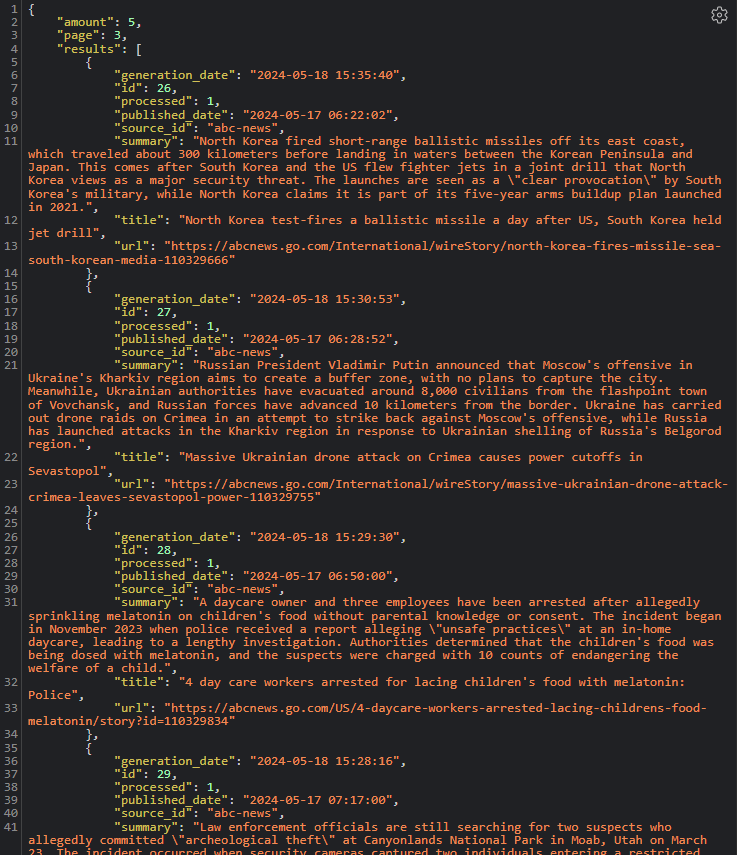 1 {
2 "amount": 5,
3 "page": 3,
4 "results": [
5 {
6 "generation_date": "2024-05-18 15:35:40",
7 "id": 26,
8 "processed": 1,
9 "published_date": "2024-05-17 06:22:02",
10 "source_id": "abc-news",
11 "summary": "North Korea fired short-range ballistic missiles off its east coast,
which traveled about 300 kilometers before landing in waters between the Korean Peninsula and
Japan. This comes after South Korea and the US flew fighter jets in a joint drill that North
Korea views as a major security threat. The launches are seen as a \"clear provocation\" by South
Korea's military, while North Korea claims it is part of its five-year arms buildup plan launched
in 2021.",
12 "title": "North Korea test-fires a ballistic missile a day after US, South Korea held
jet drill",
13 "url": "https://abcnews.go.com/International/wireStory/north-korea-fires-missile-sea-
south-korean-media-110329666"
14 },
15 {
16 "generation_date": "2024-05-18 15:30:53",
17 "id": 27,
18 "processed": 1,
19 "published_date": "2024-05-17 06:28:52",
20 "source_id": "abc-news",
21 "summary": "Russian President Vladimir Putin announced that Moscow's offensive in
Ukraine's Kharkiv region aims to create a buffer zone, with no plans to capture the city.
Meanwhile, Ukrainian authorities have evacuated around 8,000 civilians from the flashpoint town
of Vovchansk, and Russian forces have advanced 10 kilometers from the border. Ukraine has carried
out drone raids on Crimea in an attempt to strike back against Moscow's offensive, while Russia
has launched attacks in the Kharkiv region in response to Ukrainian shelling of Russia's Belgorod
region.",
22 "title": "Massive Ukrainian drone attack on Crimea causes power cutoffs in
Sevastopol",
23 "url": "https://abcnews.go.com/International/wireStory/massive-ukrainian-drone-attack-
crimea-leaves-sevastopol-power-110329755"
24 },
25 {
26 "generation_date": "2024-05-18 15:29:30",
27 "id": 28,
28 "processed": 1,
29 "published_date": "2024-05-17 06:50:00",
30 "source_id": "abc-news",
31 "summary": "A daycare owner and three employees have been arrested after allegedly
sprinkling melatonin on children's food without parental knowledge or consent. The incident began
in November 2023 when police received a report alleging \"unsafe practices\" at an in-home
daycare, leading to a lengthy investigation. Authorities determined that the children's food was
being dosed with melatonin, and the suspects were charged with 10 counts of endangering the
welfare of a child.",
32 "title": "4 day care workers arrested for lacing children's food with melatonin:
Police",
33 "url": "https://abcnews.go.com/US/4-daycare-workers-arrested-lacing-childrens-food-
melatonin/story?id=110329834"
34 },
35 {
36 "generation_date": "2024-05-18 15:28:16",
37 "id": 29,
38 "processed": 1,
39 "published_date": "2024-05-17 07:17:00",
40 "source_id": "abc-news",
41 "summary": "Law enforcement officials are still searching for two suspects who
allegedly committed \"archeological theft\" at Canyonlands National Park in Moab, Utah on March
23. The incident occurred when security cameras captured two individuals entering a restricted